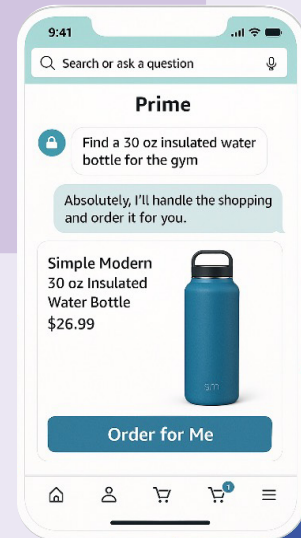 9:41
Search or ask a question
Prime
Find a 30 oz insulated water
bottle for the gym
Absolutely, I'll handle the shopping
and order it for you.
Simple Modern
30 oz Insulated
Water Bottle
$26.99
Order for Me
1